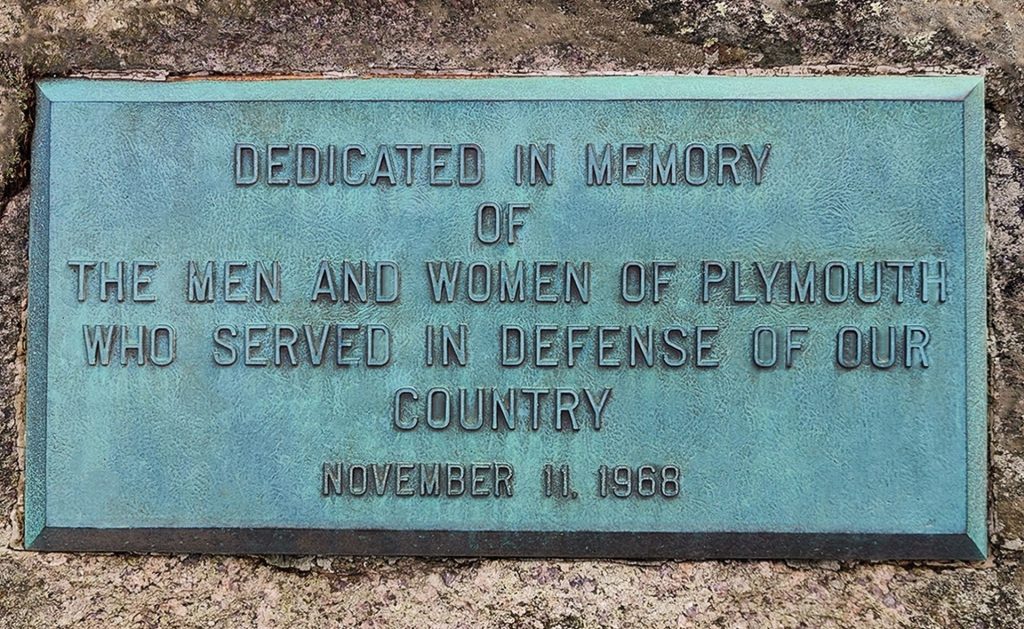 DEDICATED IN MEMORY
OF
THE MEN AND WOMEN OF PLYMOUTH
WHO SERVED IN DEFENSE OF OUR
COUNTRY
NOVEMBER 11, 1968